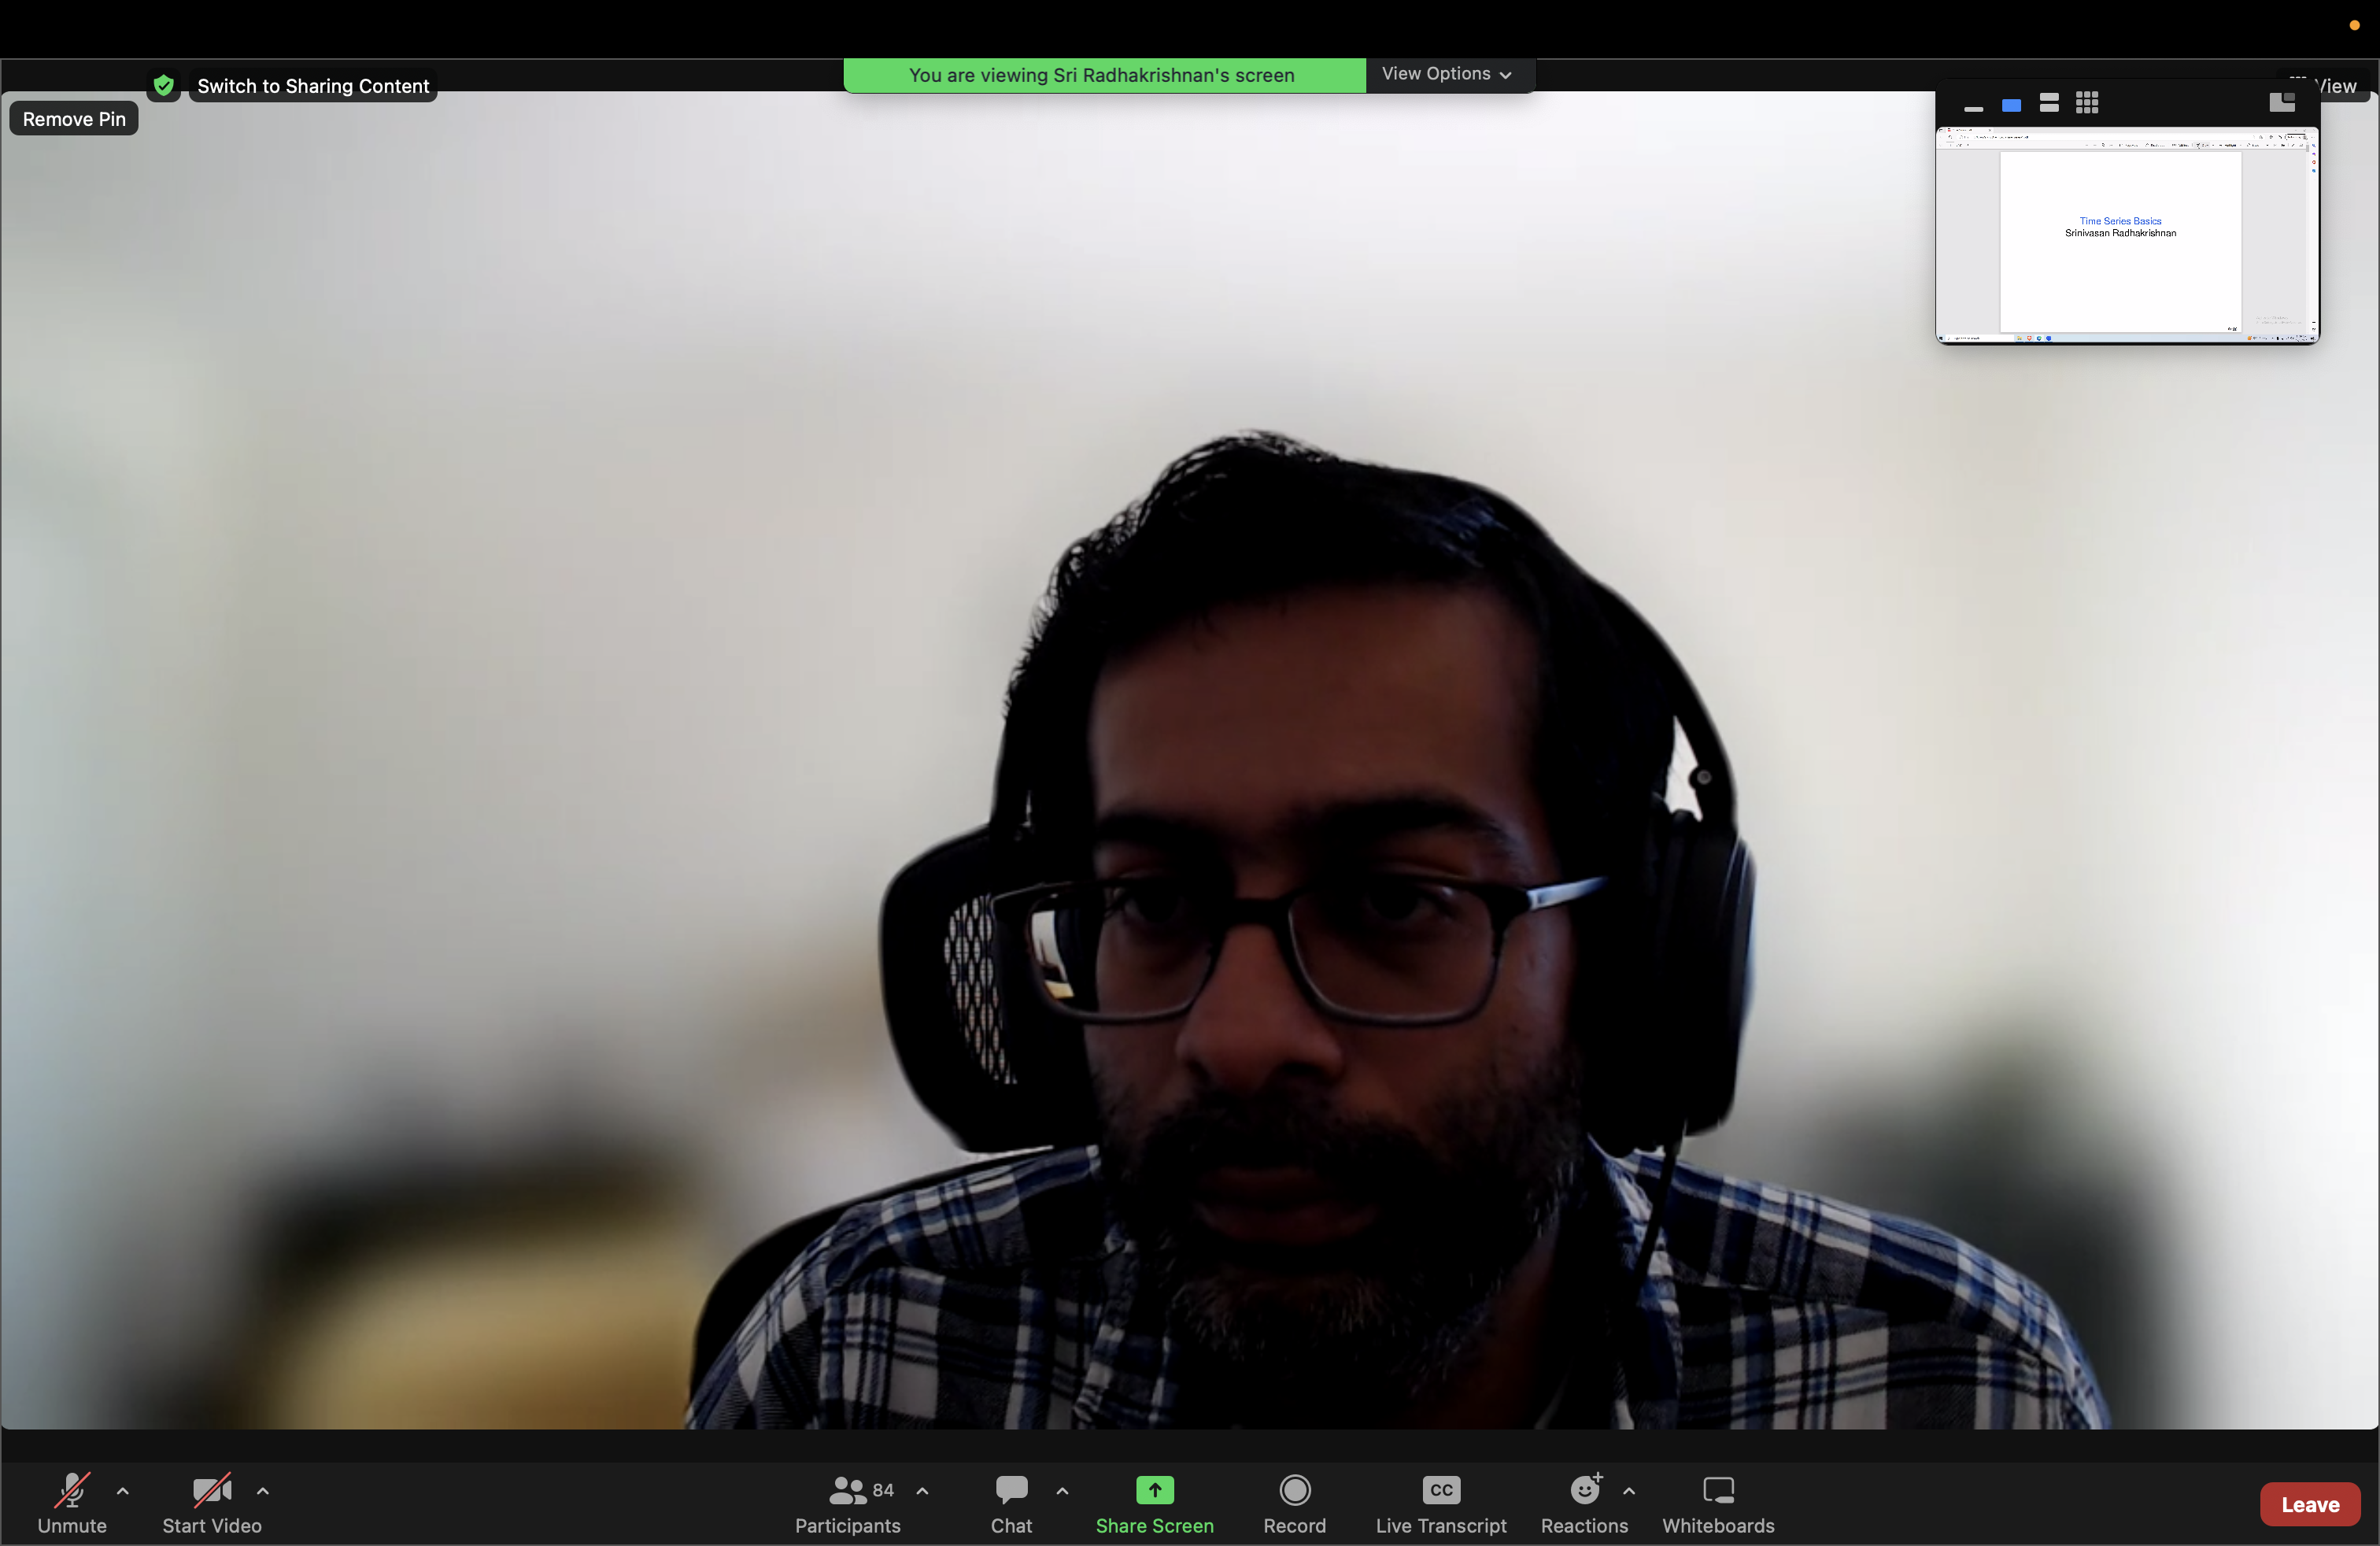 You are viewing Sri Radhakrishnan's screen
View Options
Switch to Sharing Content
View
Remove Pin
Time Series Basics
Srinivasan Radhakrishnan
Unmute
Start Video
84
Participants
Chat
Share Screen
Record
CC
Live Transcript
Reactions
Whiteboards
Leave